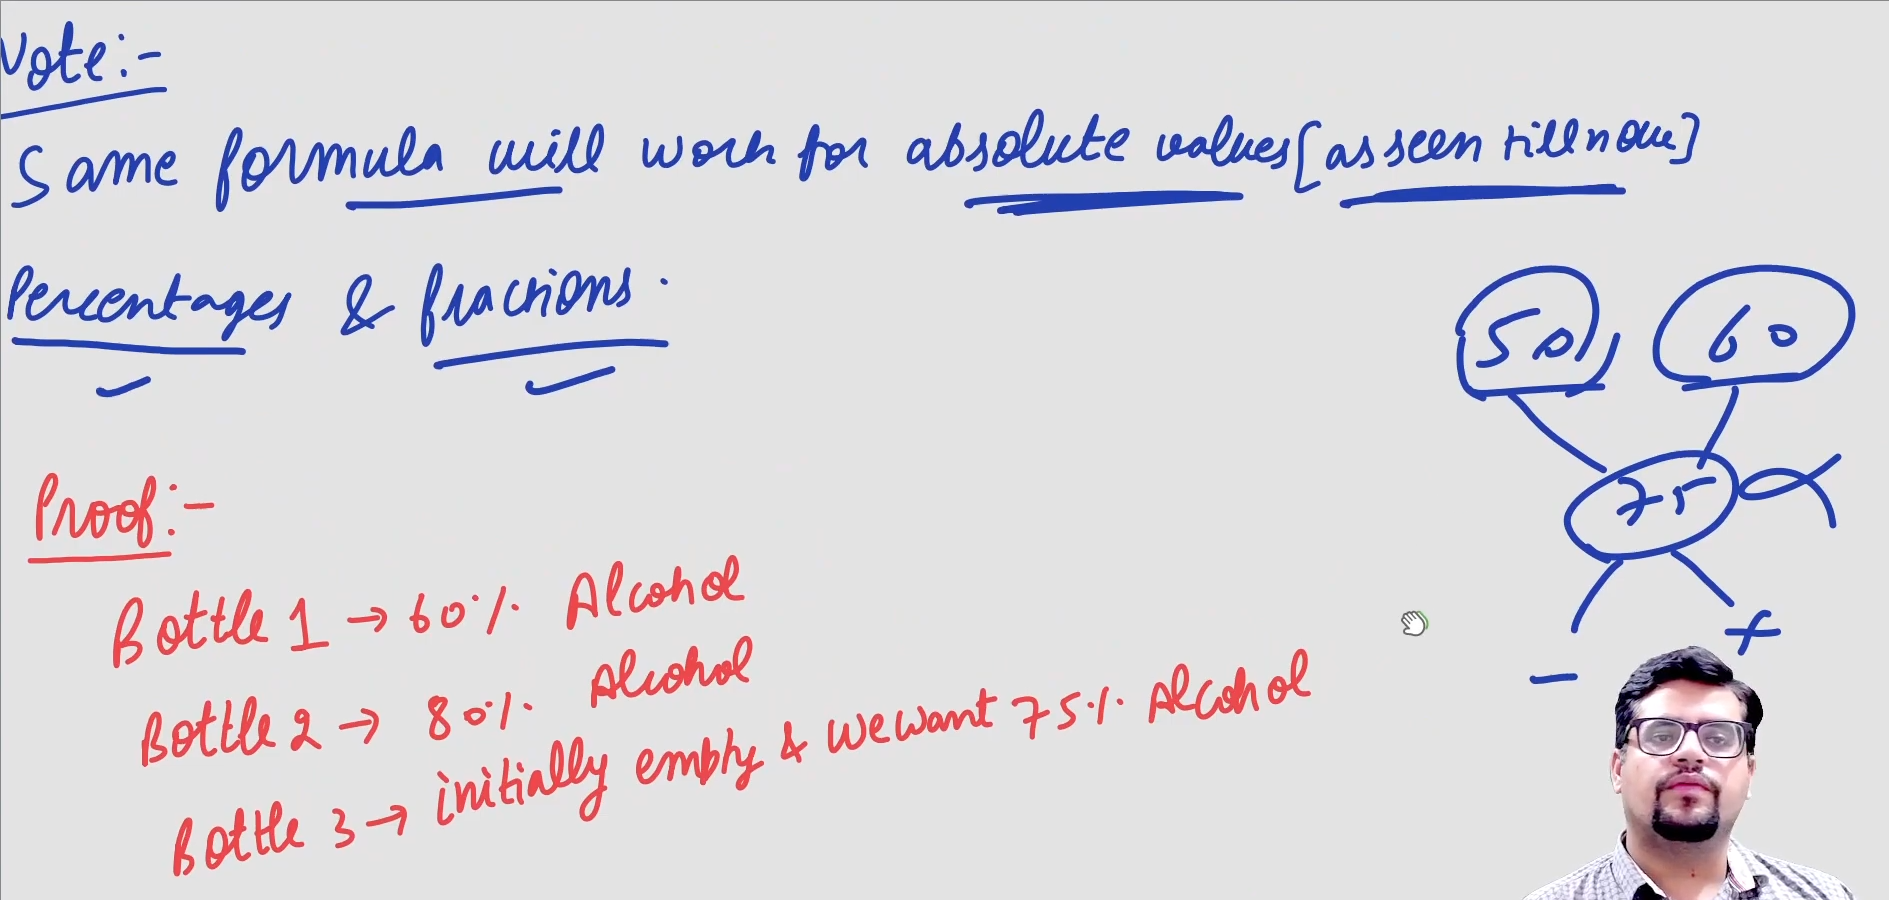 Note:-
Same formula will work for absolute values [as seen till now]
Percentages & fractions.
50, 60
75
- +
Proof:-
Bottle 1 → 60% Alcohol
Bottle 2 → 80% Alcohol
Bottle 3 → initially empty & we want 75% Alcohol